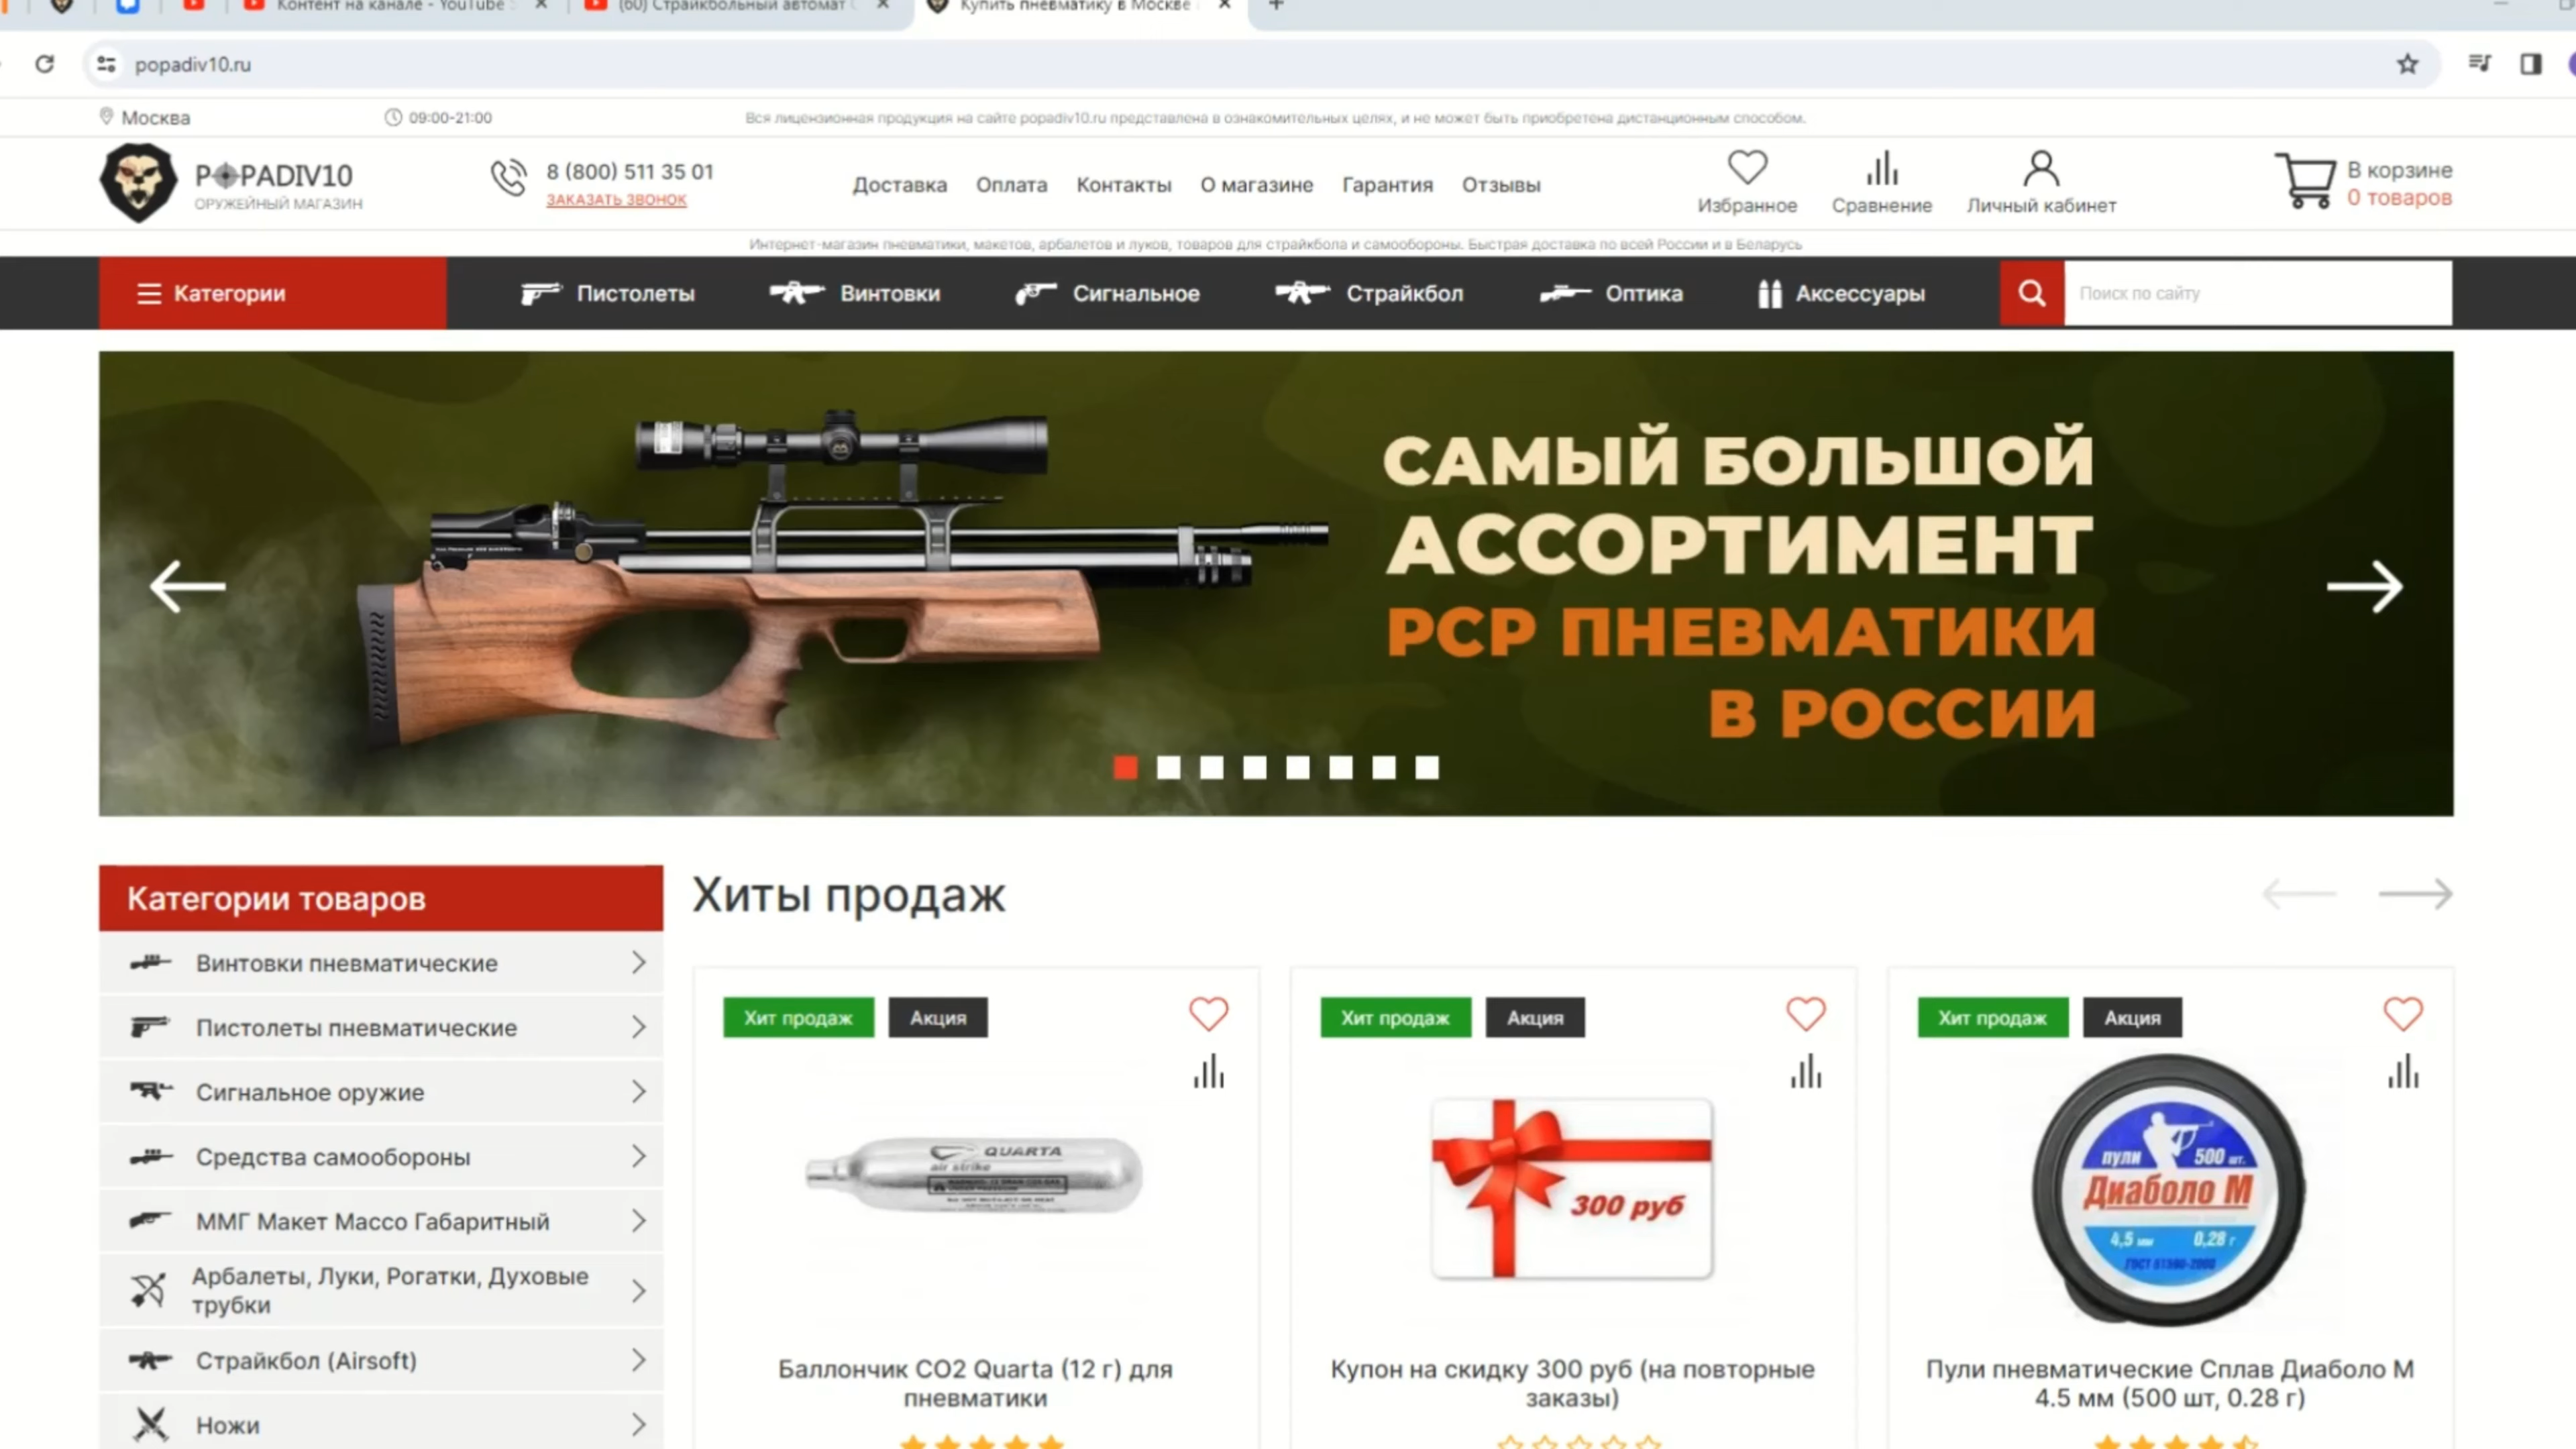 Контент на канале - YouTube
(60) Страйкбольный автомат
Купить пневматику в Москве
popadiv10.ru
Москва
09:00-21:00
Вся лицензионная продукция на сайте popadiv10.ru представлена в ознакомительных целях, и не может быть приобретена дистанционным способом.
POPADIV10
ОРУЖЕЙНЫЙ МАГАЗИН
8 (800) 511 35 01
ЗАКАЗАТЬ ЗВОНОК
Доставка Оплата Контакты О магазине Гарантия Отзывы
Избранное
Сравнение
Личный кабинет
В корзине
0 товаров
Интернет-магазин пневматики, макетов, арбалетов и луков, товаров для страйкбола и самообороны. Быстрая доставка по всей России и в Беларусь
Категории
Пистолеты
Винтовки
Сигнальное
Страйкбол
Оптика
Аксессуары
Поиск по сайту
САМЫЙ БОЛЬШОЙ
АССОРТИМЕНТ
PCP ПНЕВМАТИКИ
В РОССИИ
Категории товаров
Винтовки пневматические
Пистолеты пневматические
Сигнальное оружие
Средства самообороны
ММГ Макет Массо Габаритный
Арбалеты, Луки, Рогатки, Духовые
трубки
Страйкбол (Airsoft)
Ножи
Хиты продаж
Хит продаж Акция
QUARTA
air strike
Баллончик CO2 Quarta (12 г) для
пневматики
Хит продаж Акция
300 руб
Купон на скидку 300 руб (на повторные
заказы)
Хит продаж Акция
пули 500 шт.
Диаболо М
4,5 мм 0,28 г
Пули пневматические Сплав Диаболо М
4.5 мм (500 шт, 0.28 г)